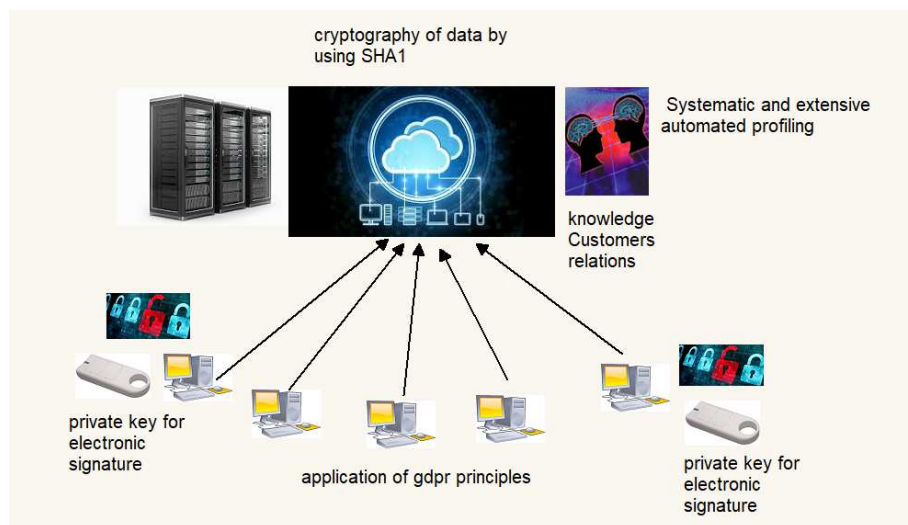 cryptography of data by
using SHA1
Systematic and extensive
automated profiling
knowledge
Customers
relations
private key for
electronic
signature
application of gdpr principles
private key for
electronic
signature